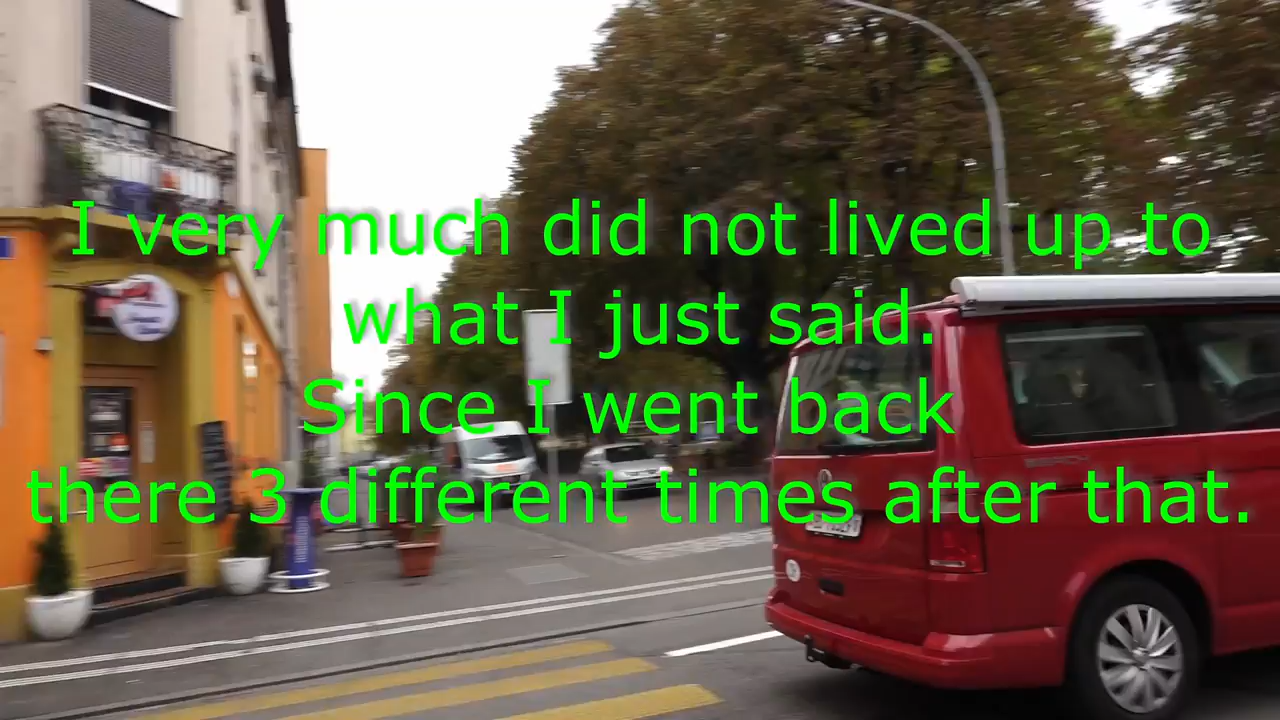 I very much did not lived up to
what I just said.
Since I went back
there 3 different times after that.